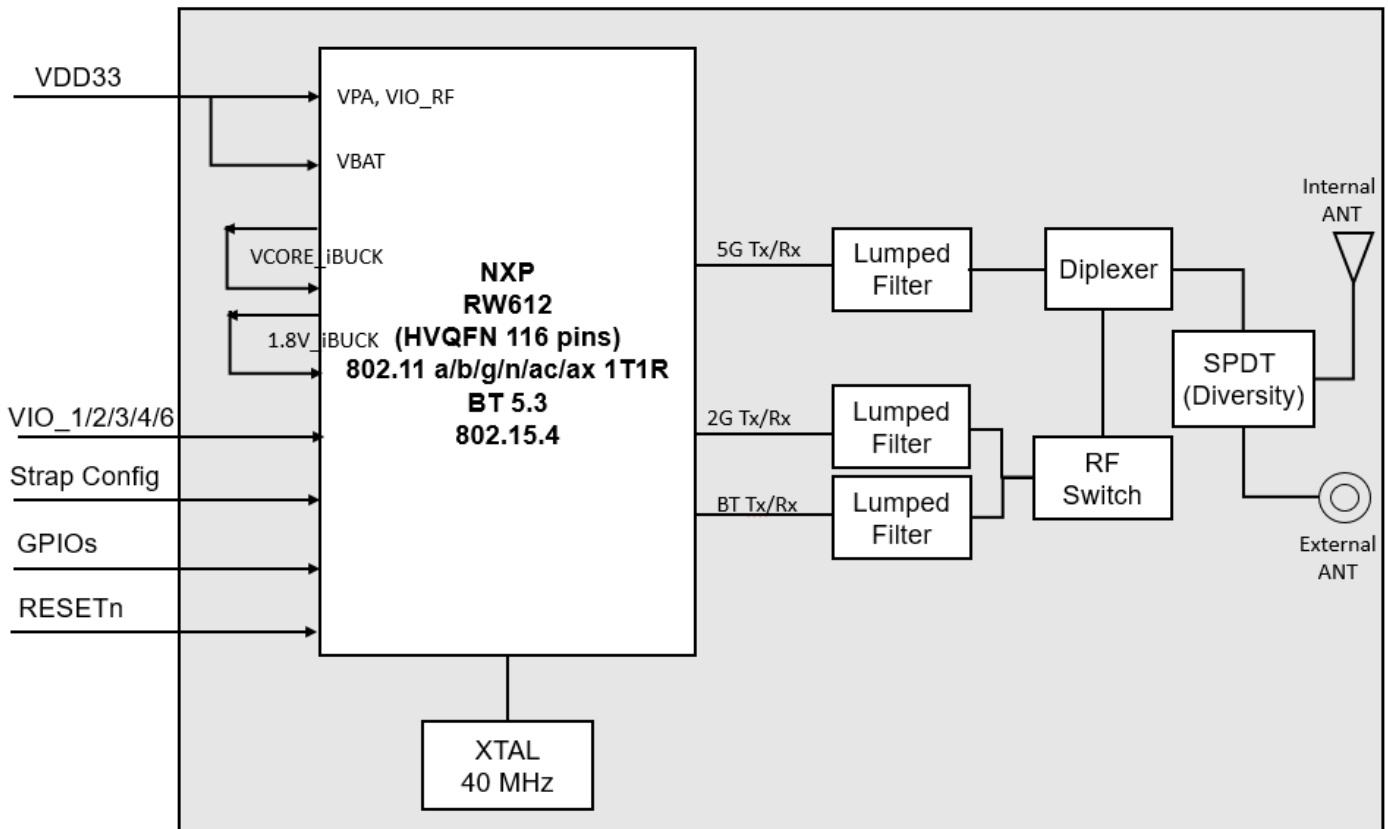 VDD33
VPA, VIO_RF
VBAT
VCORE_iBUCK
1.8V_iBUCK
NXP
RW612
(HVQFN 116 pins)
802.11 a/b/g/n/ac/ax 1T1R
BT 5.3
802.15.4
VIO_1/2/3/4/6
Strap Config
GPIOs
RESETn
XTAL
40 MHz
5G Tx/Rx
Lumped
Filter
Diplexer
2G Tx/Rx
Lumped
Filter
BT Tx/Rx
Lumped
Filter
RF
Switch
SPDT
(Diversity)
Internal
ANT
External
ANT